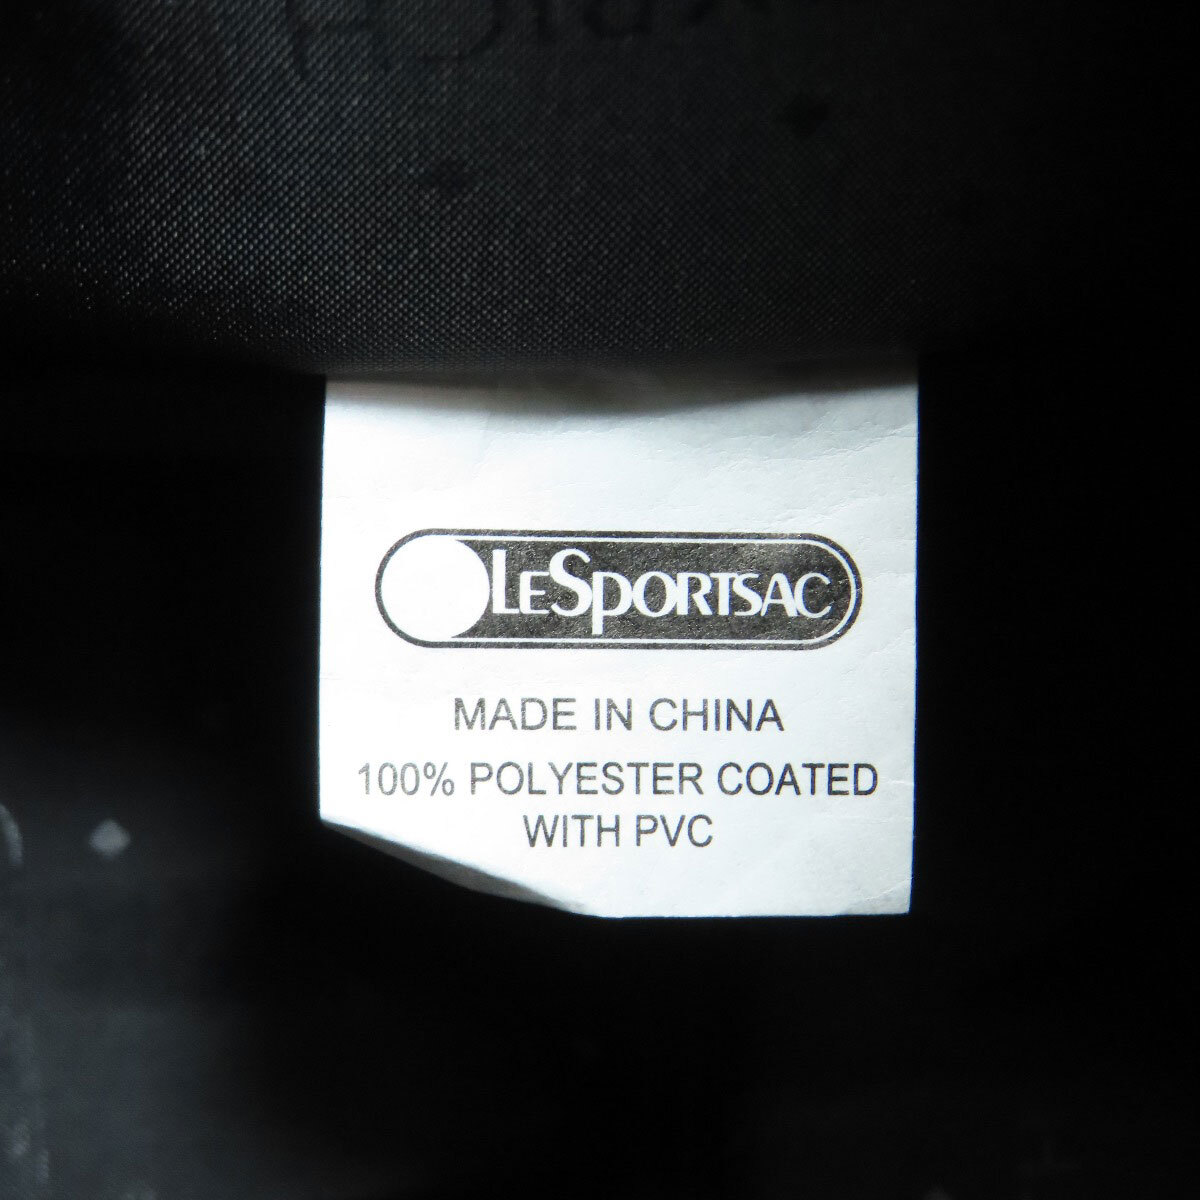 LeSportsac
MADE IN CHINA
100% POLYESTER COATED
WITH PVC